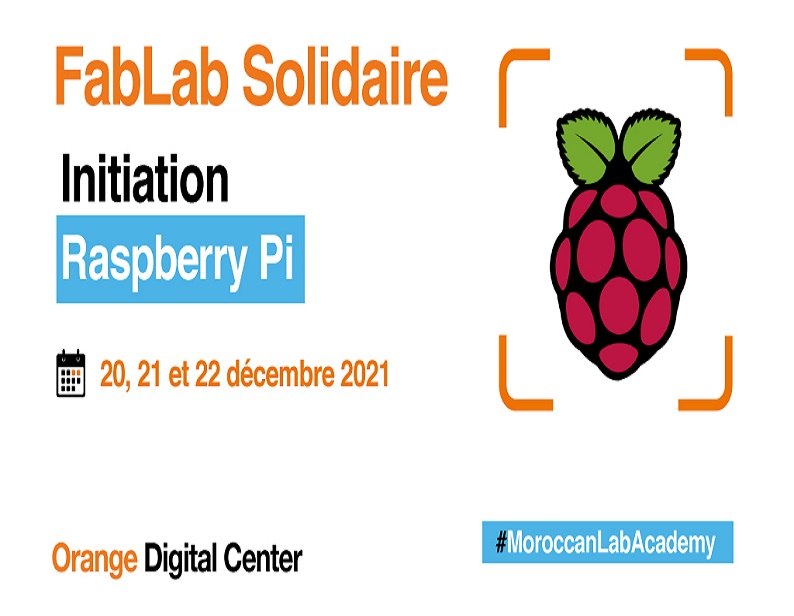 FabLab Solidaire
Initiation
Raspberry Pi
20, 21 et 22 décembre 2021
Orange Digital Center
#MoroccanLabAcademy